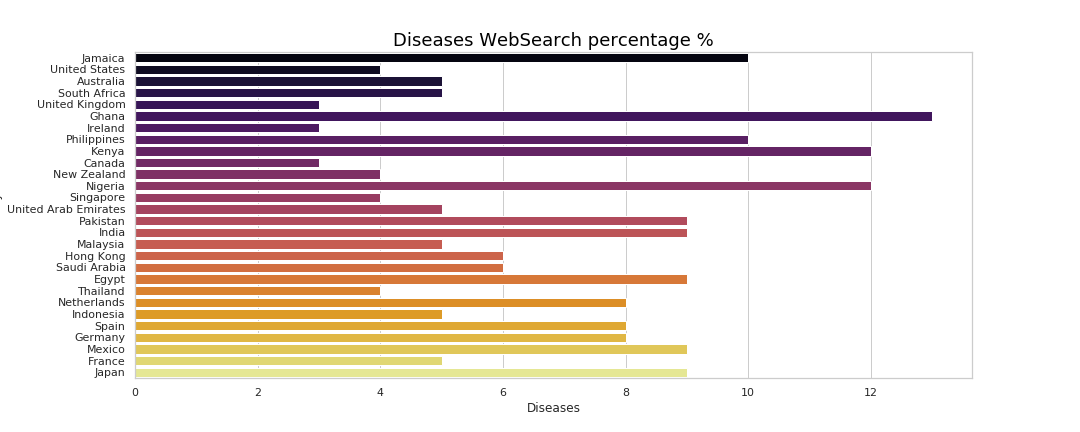 Diseases WebSearch percentage %
Jamaica
United States
Australia
South Africa
United Kingdom
Ghana
Ireland
Philippines
Kenya
Canada
New Zealand
Nigeria
Singapore
United Arab Emirates
Pakistan
India
Malaysia
Hong Kong
Saudi Arabia
Egypt
Thailand
Netherlands
Indonesia
Spain
Germany
Mexico
France
Japan
0 2 4 6 8 10 12
Diseases